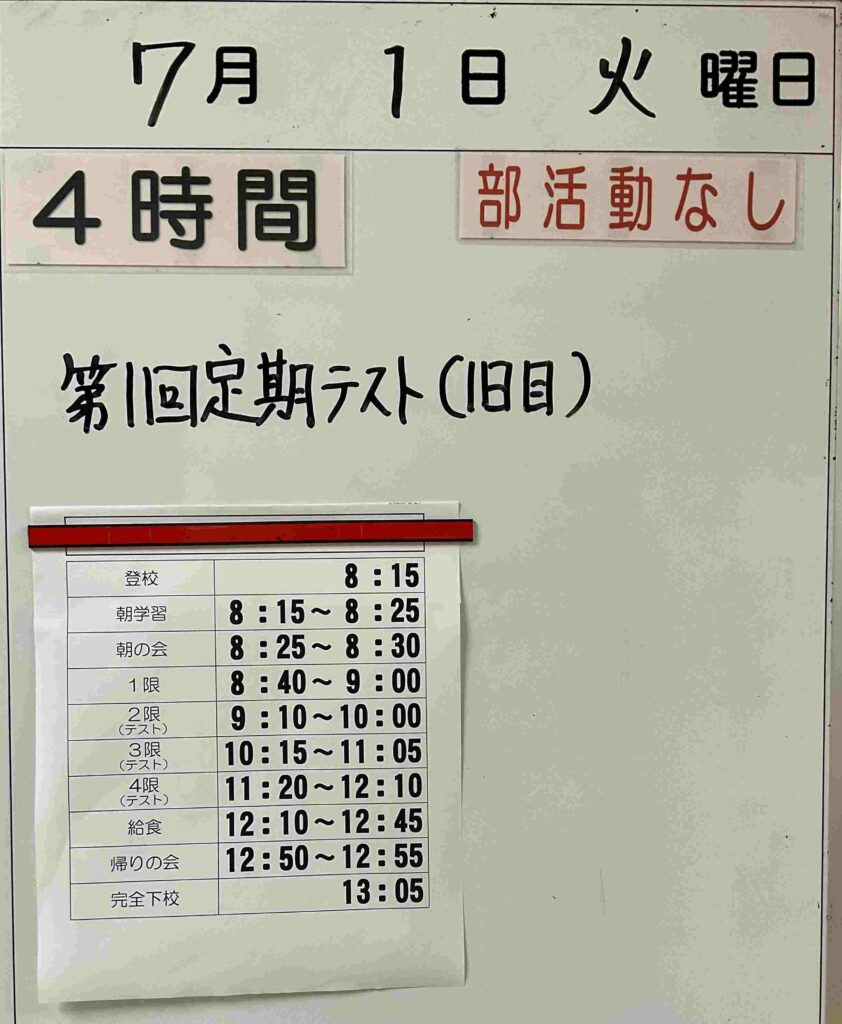 7月 1日 火曜日
4時間 部活動なし
第1回定期テスト(1日目)
登校 8:15
朝学習 8:15～8:25
朝の会 8:25～8:30
1限 8:40～9:00
2限(テスト) 9:10～10:00
3限(テスト) 10:15～11:05
4限(テスト) 11:20～12:10
給食 12:10～12:45
帰りの会 12:50～12:55
完全下校 13:05